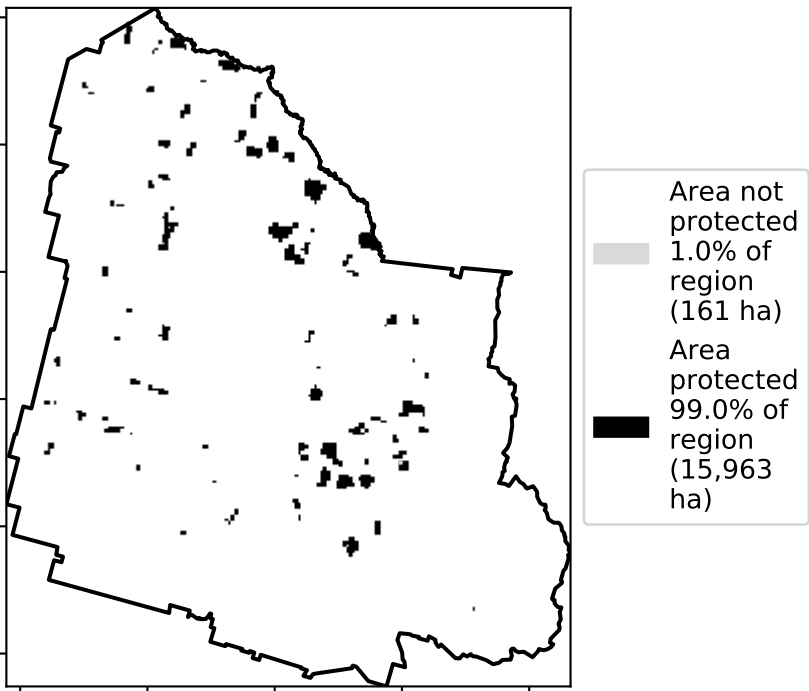 Area not
protected
1.0% of
region
(161 ha)
Area
protected
99.0% of
region
(15,963
ha)